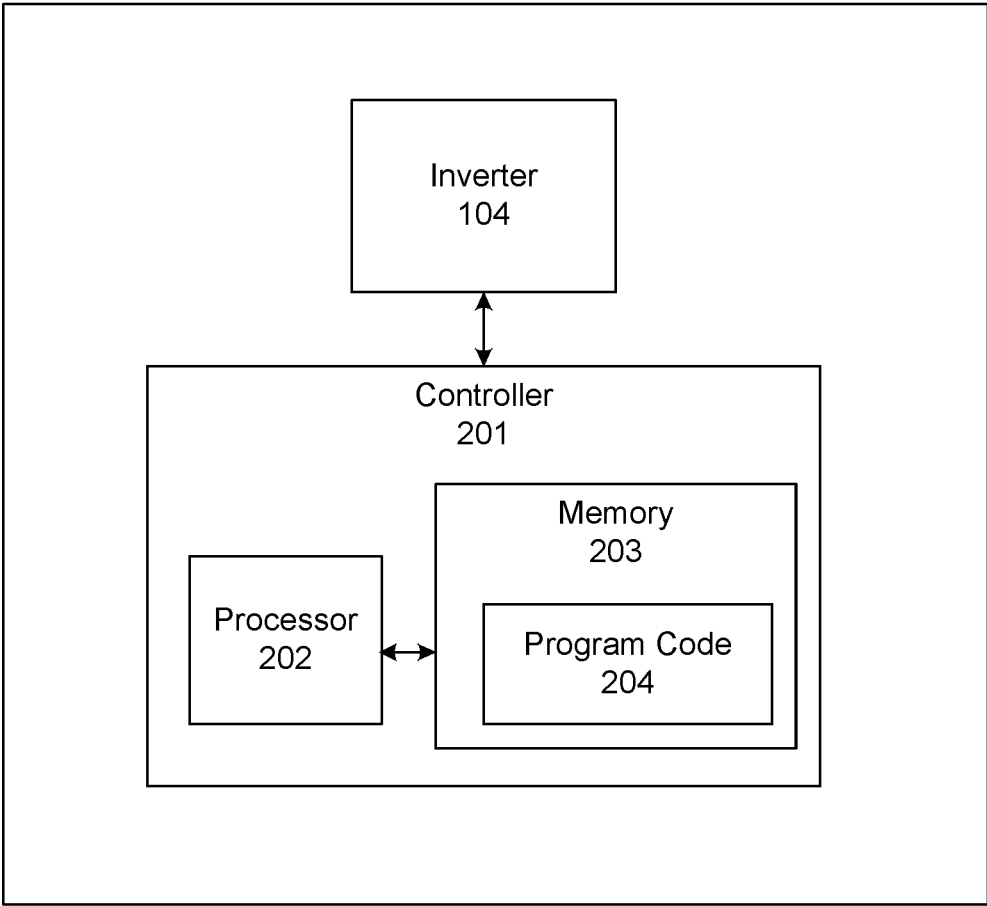 Inverter
104
Controller
201
Memory
203
Processor
202
Program Code
204